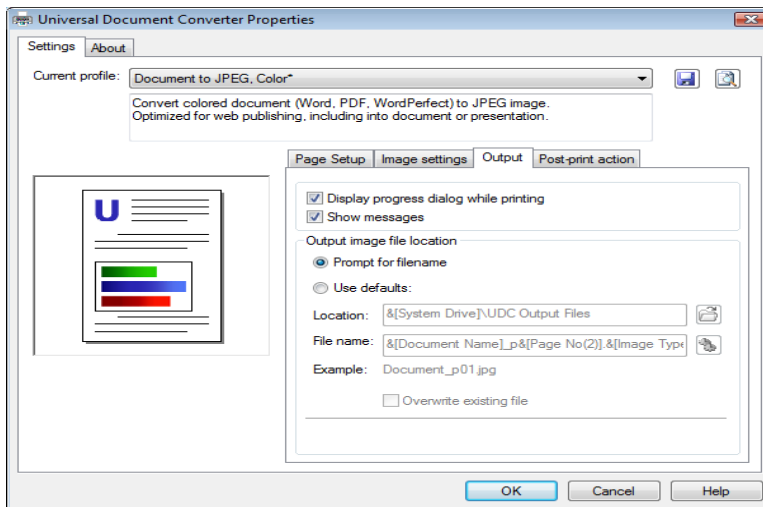 Universal Document Converter Properties
Settings
About
Current profile:
Document to JPEG, Color*
Convert colored document (Word, PDF, WordPerfect) to JPEG image.
Optimized for web publishing, including into document or presentation.
Page Setup
Image settings
Output
Post-print action
U
Display progress dialog while printing
Show messages
Output image file location
Prompt for filename
Use defaults:
Location:
&[System Drive]\UDC Output Files
File name:
&[Document Name]_p&[Page No(2)].&[Image Type
Example:
Document_p01.jpg
Overwrite existing file
OK
Cancel
Help